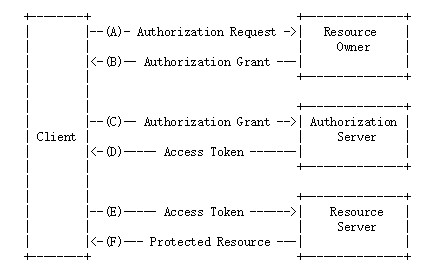 (A) Authorization Request Resource
Owner
(B) Authorization Grant
(C) Authorization Grant Authorization
Client Server
(D) Access Token
(E) Access Token Resource
Server
(F) Protected Resource